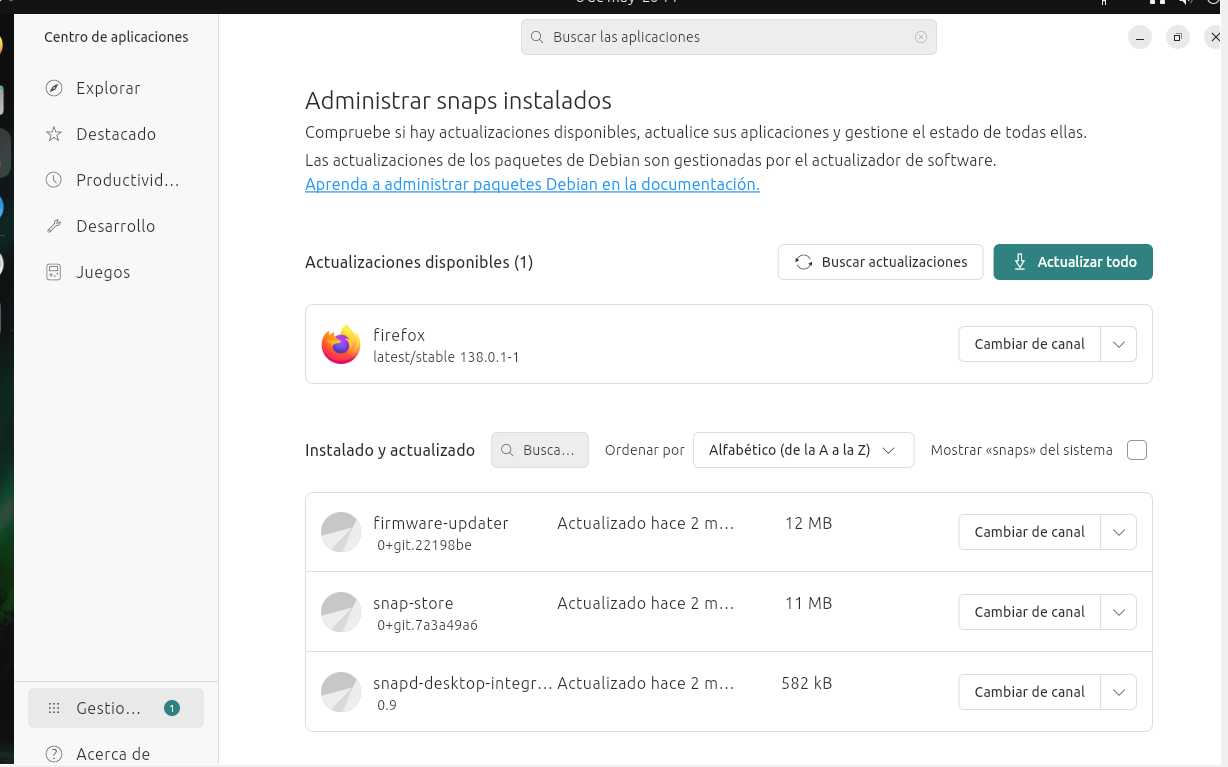 Centro de aplicaciones
Buscar las aplicaciones
Explorar
Destacado
Productivid...
Desarrollo
Juegos
Administrar snaps instalados
Compruebe si hay actualizaciones disponibles, actualice sus aplicaciones y gestione el estado de todas ellas.
Las actualizaciones de los paquetes de Debian son gestionadas por el actualizador de software.
Aprenda a administrar paquetes Debian en la documentación.
Actualizaciones disponibles (1)
Buscar actualizaciones
Actualizar todo
firefox
latest/stable 138.0.1-1
Cambiar de canal
Instalado y actualizado
Busca...
Ordenar por
Alfabético (de la A a la Z)
Mostrar «snaps» del sistema
firmware-updater
0+git.22198be
Actualizado hace 2 m...
12 MB
Cambiar de canal
snap-store
0+git.7a3a49a6
Actualizado hace 2 m...
11 MB
Cambiar de canal
snapd-desktop-integr...
0.9
Actualizado hace 2 m...
582 kB
Cambiar de canal
Gestio...
1
Acerca de